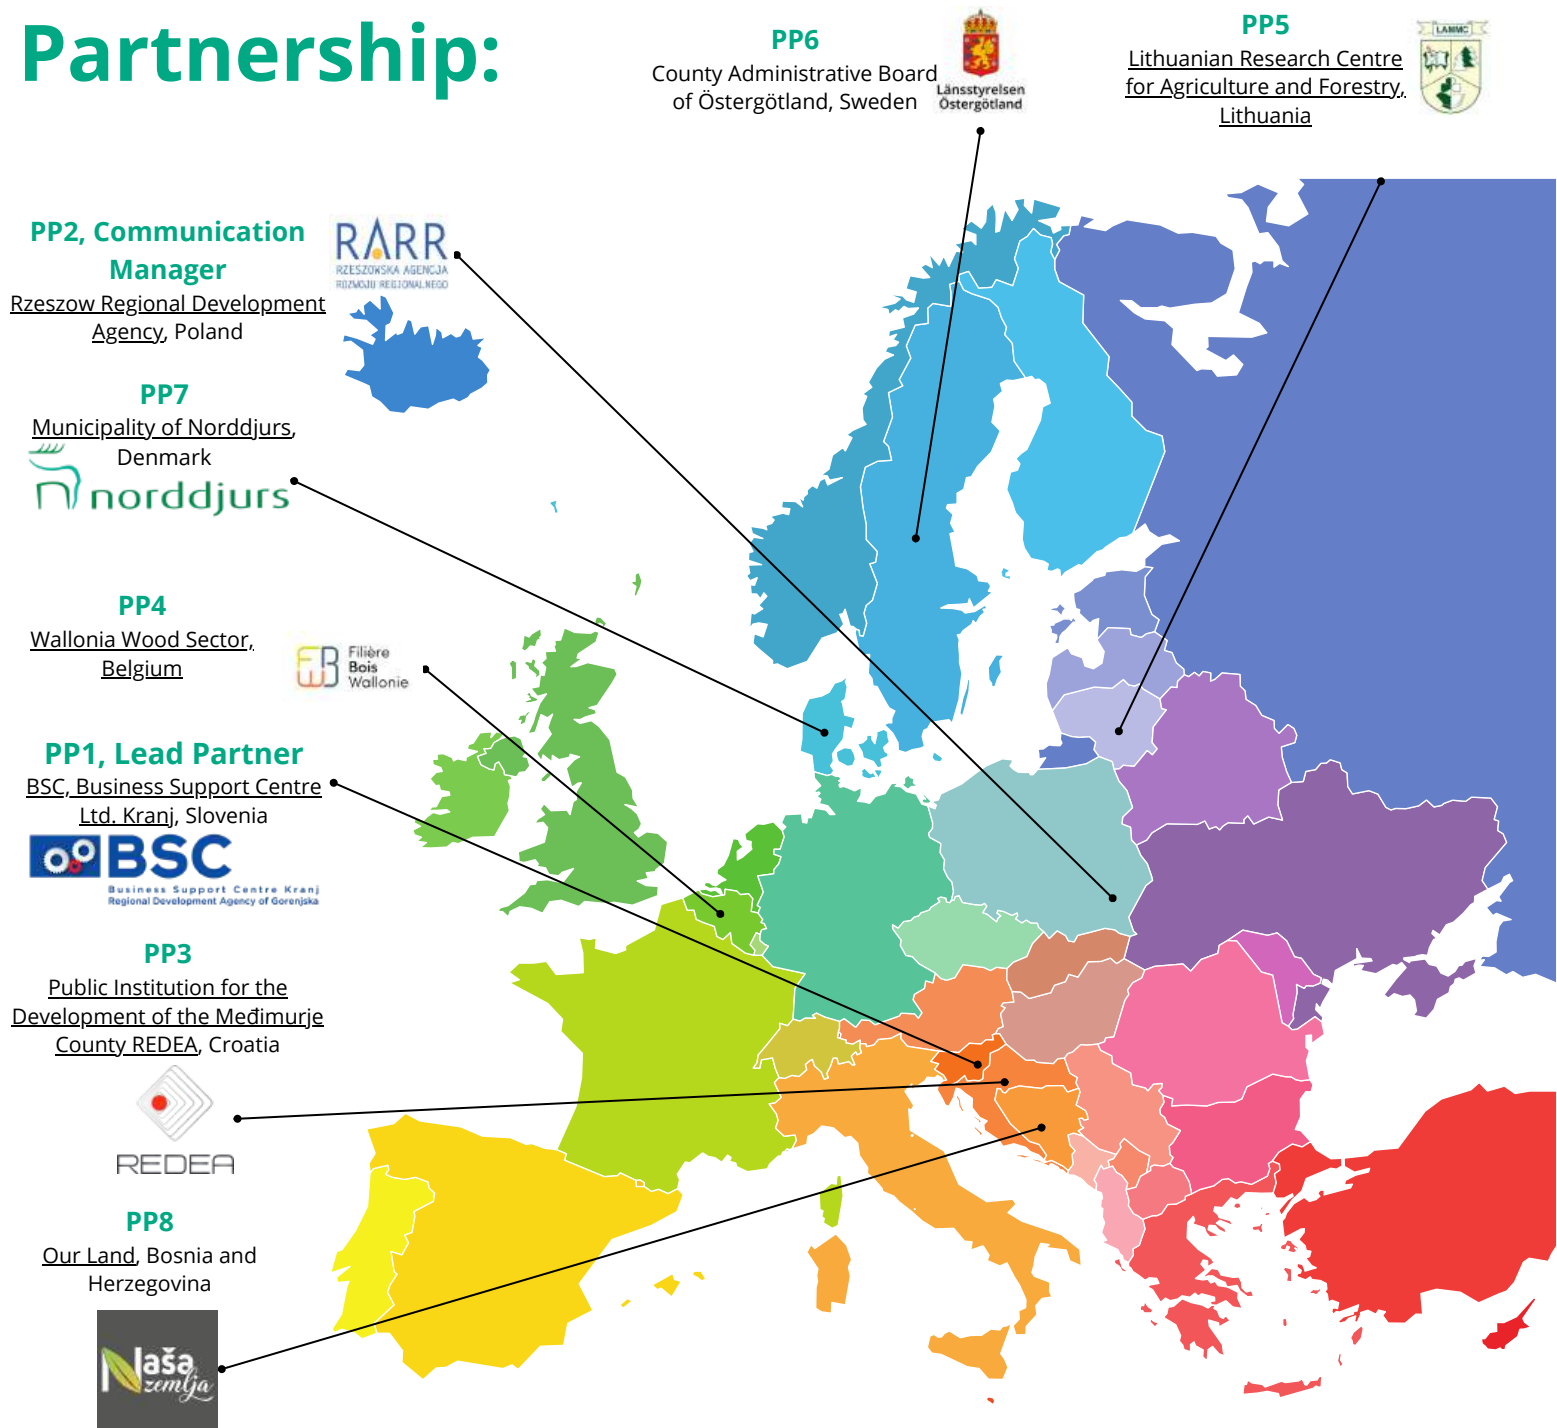 Partnership:
PP6
County Administrative Board
of Östergötland, Sweden
Länsstyrelsen
Östergötland
PP5
Lithuanian Research Centre
for Agriculture and Forestry,
Lithuania
LAMMC
PP2, Communication
Manager
Rzeszow Regional Development
Agency, Poland
RARR
RZESZOWSKA AGENCJA
ROZWOJU REGIONALNEGO
PP7
Municipality of Norddjurs,
Denmark
norddjurs
PP4
Wallonia Wood Sector,
Belgium
Filière
Bois
Wallonie
PP1, Lead Partner
BSC, Business Support Centre
Ltd. Kranj, Slovenia
BSC
Business Support Centre Kranj
Regional Development Agency of Gorenjska
PP3
Public Institution for the
Development of the Međimurje
County REDEA, Croatia
REDEA
PP8
Our Land, Bosnia and
Herzegovina
Naša
zemlja